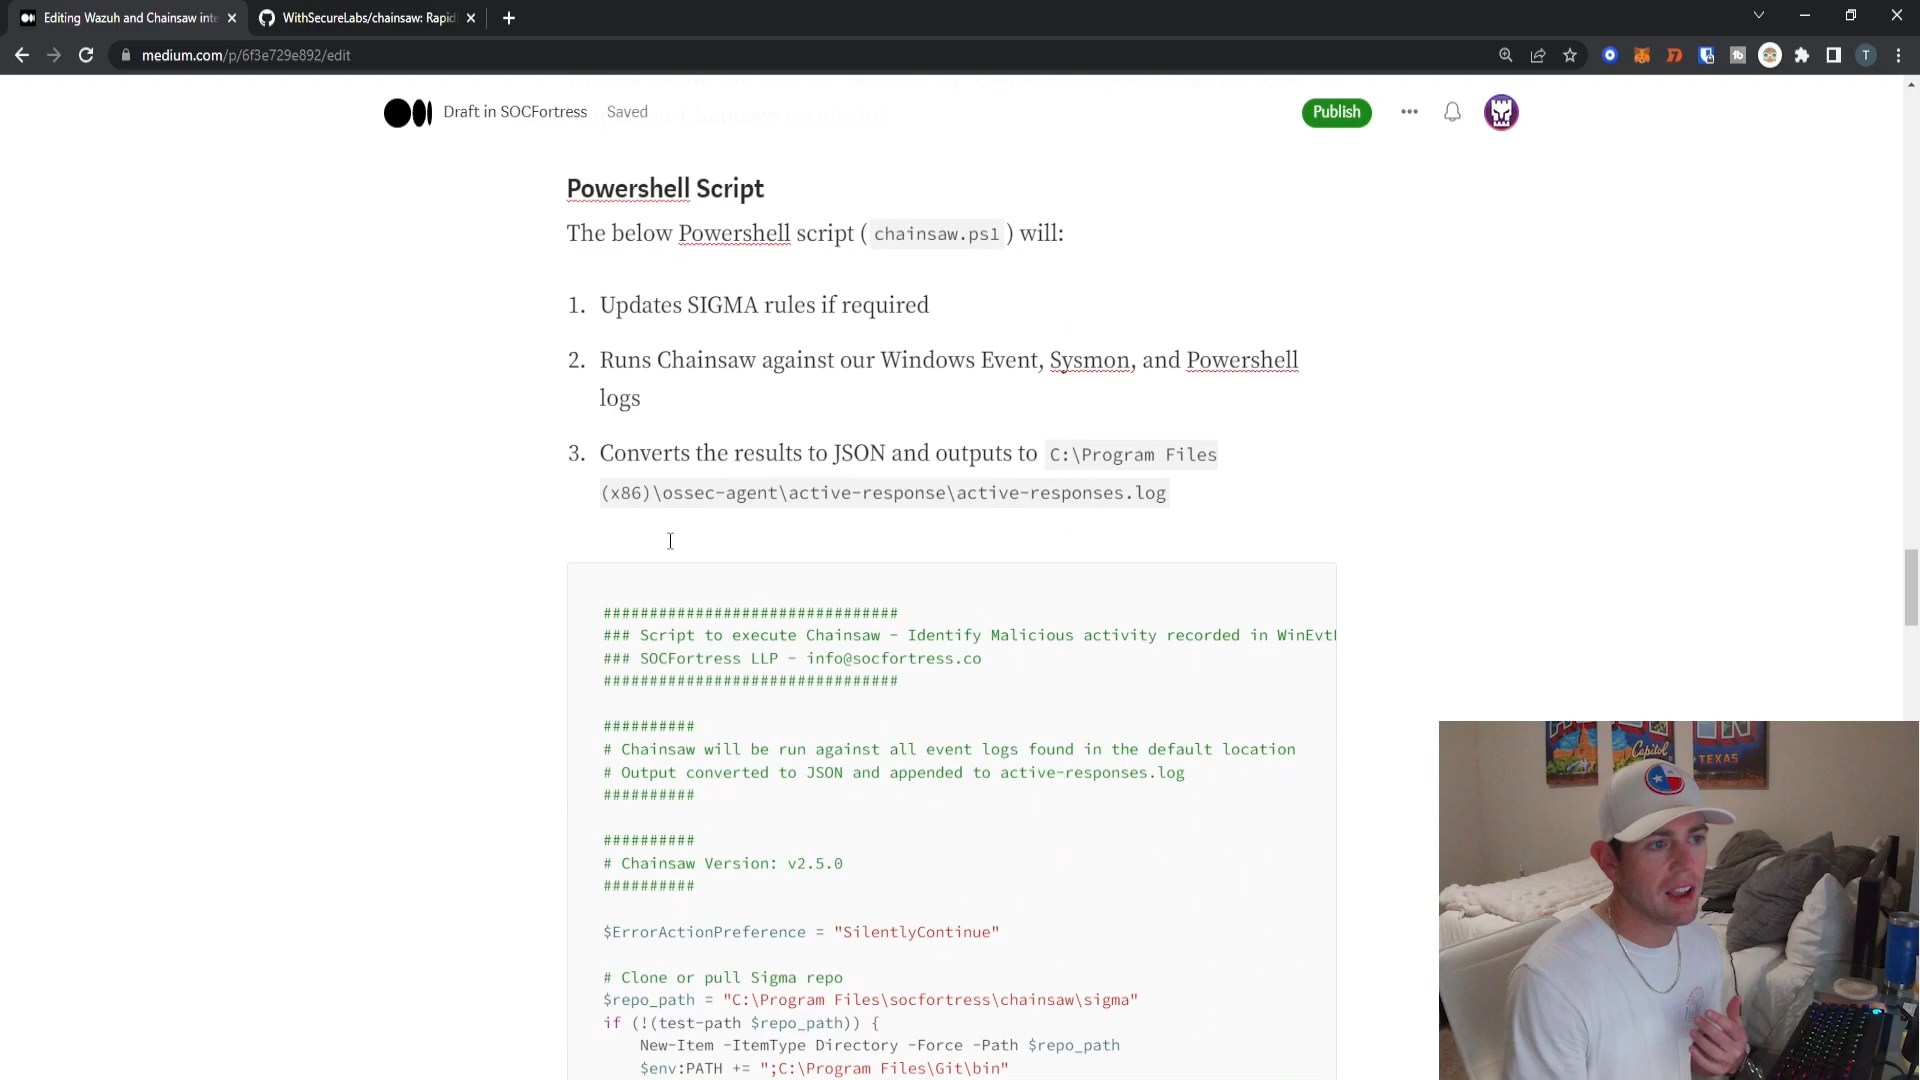 Editing Wazuh and Chainsaw inte
WithSecureLabs/chainsaw: Rapid
medium.com/p/6f3e729e892/edit
T
Draft in SOCFortress
Saved
Publish
Powershell Script
The below Powershell script ( chainsaw.ps1 ) will:
1. Updates SIGMA rules if required
2. Runs Chainsaw against our Windows Event, Sysmon, and Powershell
logs
3. Converts the results to JSON and outputs to C:\Program Files
(x86)\ossec-agent\active-response\active-responses.log
################################
### Script to execute Chainsaw - Identify Malicious activity recorded in WinEvt
### SOCFortress LLP - info@socfortress.co
################################
##########
# Chainsaw will be run against all event logs found in the default location
# Output converted to JSON and appended to active-responses.log
##########
##########
# Chainsaw Version: v2.5.0
##########
$ErrorActionPreference = "SilentlyContinue"
# Clone or pull Sigma repo
$repo_path = "C:\Program Files\socfortress\chainsaw\sigma"
if (!(test-path $repo_path)) {
New-Item -ItemType Directory -Force -Path $repo_path
$env:PATH += ";C:\Program Files\Git\bin"
Capitol
TEXAS